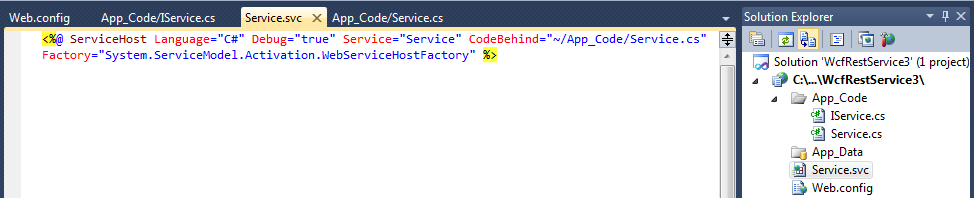 Web.config App_Code/IService.cs Service.svc App_Code/Service.cs
<%@ ServiceHost Language="C#" Debug="true" Service="Service" CodeBehind="~/App_Code/Service.cs"
Factory="System.ServiceModel.Activation.WebServiceHostFactory" %>
Solution Explorer
Solution 'WcfRestService3' (1 project)
C:\...\WcfRestService3\
App_Code
IService.cs
Service.cs
App_Data
Service.svc
Web.config